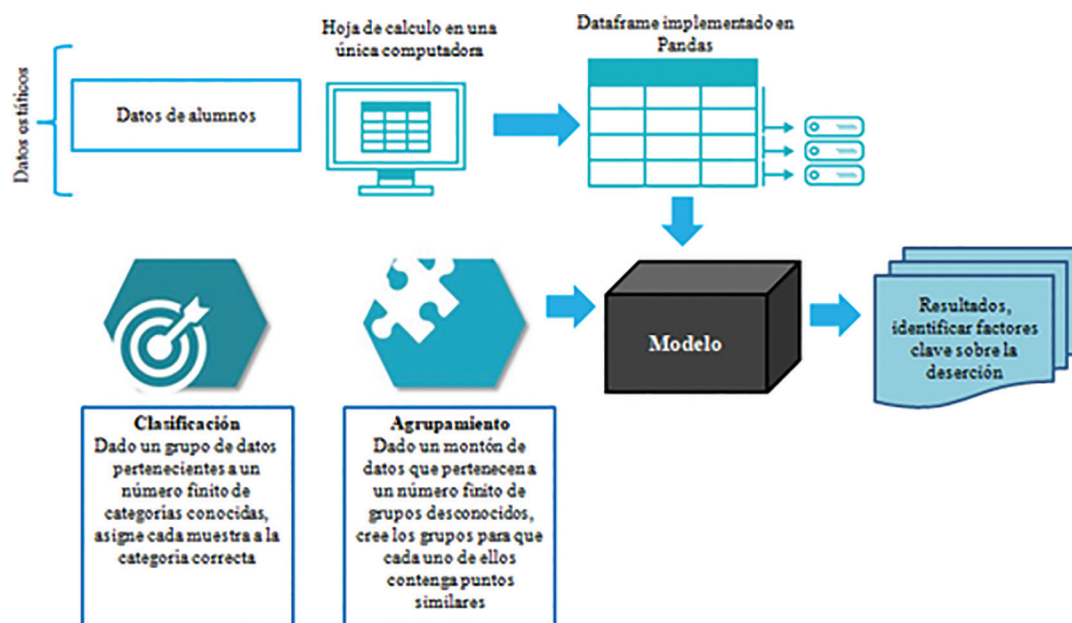 Hoja de calculo en una
única computadora
Dataframe implementado en
Pandas
Datos estáticos
Datos de alumnos
Modelo
Resultados,
identificar factores
clave sobre la
deserción
Clasificación
Dado un grupo de datos
pertenecientes a un
número finito de
categorías conocidas,
asigne cada muestra a la
categoría correcta
Agrupamiento
Dado un montón de
datos que pertenecen a
un número finito de
grupos desconocidos,
cree los grupos para que
cada uno de ellos
contenga puntos
similares